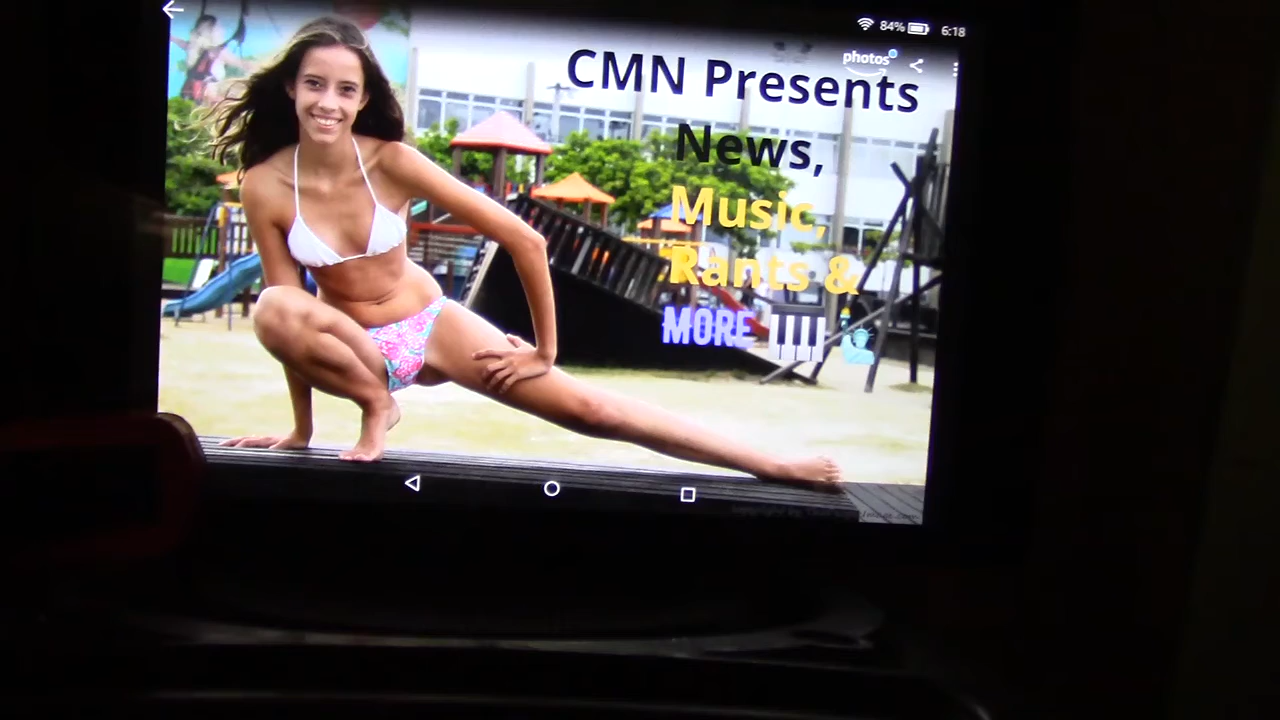 84% 6:18
photos
CMN Presents
News,
Music,
Rants &
MORE